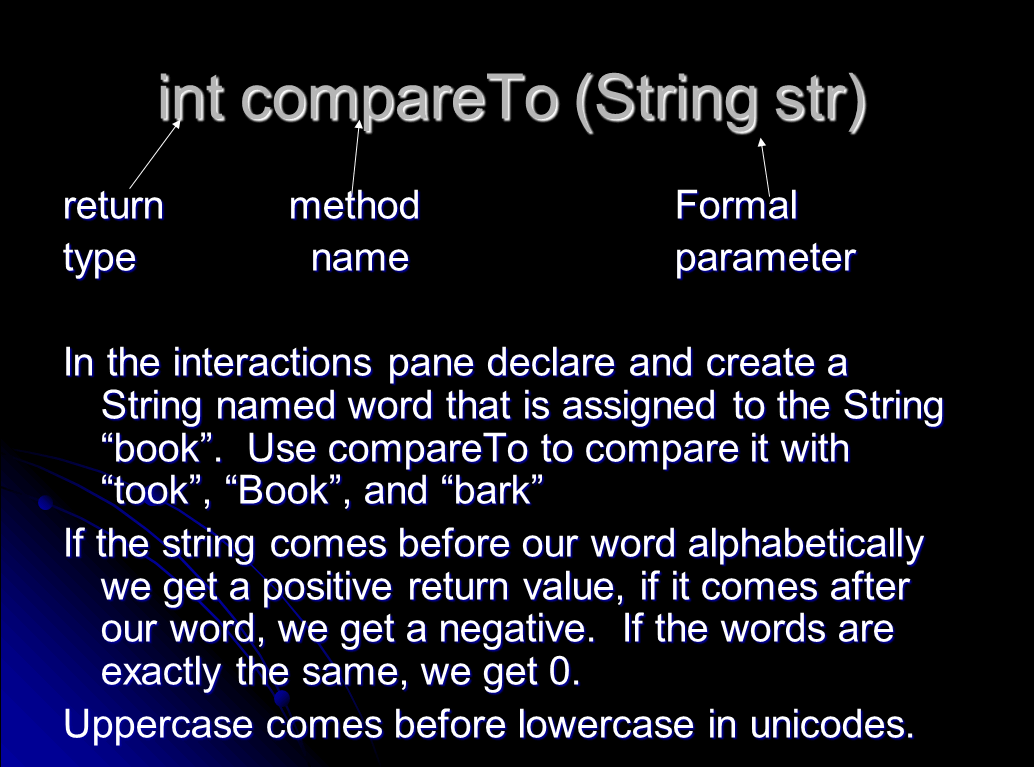 int compareTo (String str)
return method Formal
type name parameter
In the interactions pane declare and create a
String named word that is assigned to the String
“book”. Use compareTo to compare it with
“took”, “Book”, and “bark”
If the string comes before our word alphabetically
we get a positive return value, if it comes after
our word, we get a negative. If the words are
exactly the same, we get 0.
Uppercase comes before lowercase in unicodes.